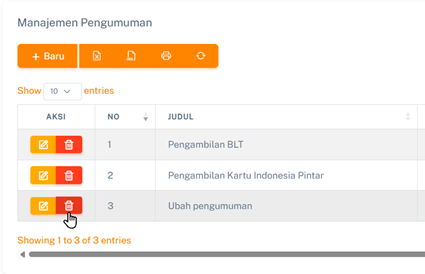 Manajemen Pengumuman
+ Baru
Show 10 entries
AKSI NO JUDUL
1 Pengambilan BLT
2 Pengambilan Kartu Indonesia Pintar
3 Ubah pengumuman
Showing 1 to 3 of 3 entries